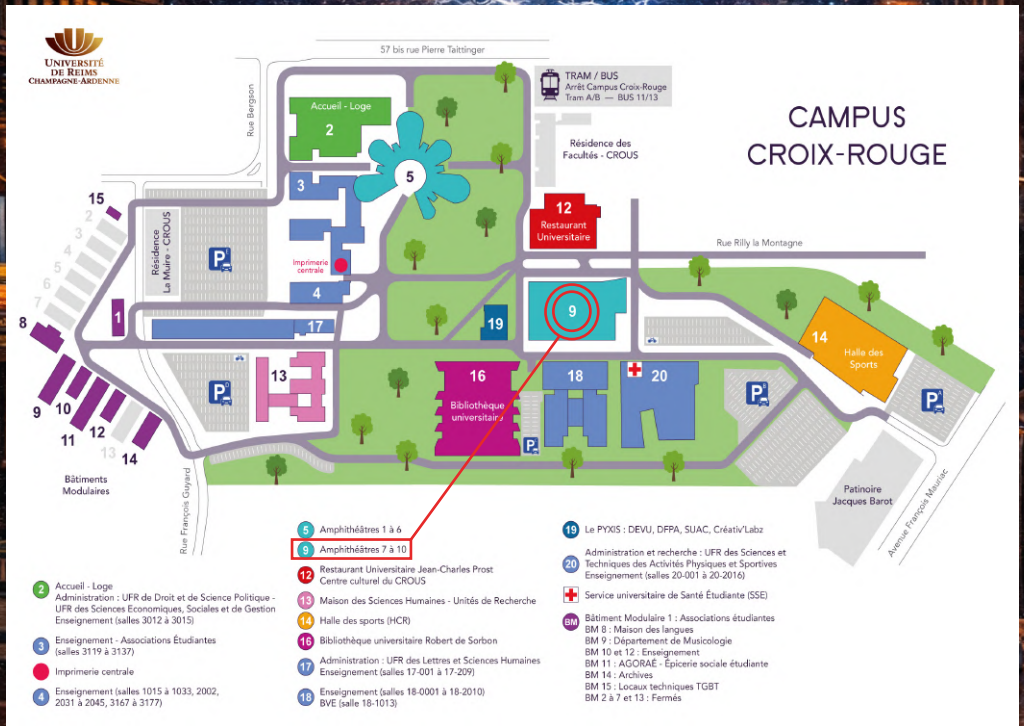 UNIVERSITÉ
DE REIMS
CHAMPAGNE-ARDENNE
57 bis rue Pierre Taittinger
TRAM / BUS
Arrêt Campus Croix-Rouge
Tram A/B — BUS 11/13
CAMPUS
CROIX-ROUGE
Rue Bergson
Accueil - Loge
2
Résidence des
Facultés - CROUS
5
3
15
2
3
4
5
6
7
8
Résidence
La Muire - CROUS
P
12
Restaurant
Universitaire
Rue Rilly la Montagne
Imprimerie
centrale
4
1
17
19
9
14
Halle des
Sports
13
P
16
Bibliothèque
universitaire
18
20
P
P
P
9
10
11
12
13
14
Bâtiments
Modulaires
Rue François Guyard
Patinoire
Jacques Barot
Avenue François Mauriac
2 Accueil - Loge
Administration : UFR de Droit et de Science Politique -
UFR des Sciences Economiques, Sociales et de Gestion
Enseignement (salles 3012 à 3015)
3 Enseignement - Associations Étudiantes
(salles 3119 à 3137)
Imprimerie centrale
4 Enseignement (salles 1015 à 1033, 2002,
2031 à 2045, 3167 à 3177)
5 Amphithéâtres 1 à 6
9 Amphithéâtres 7 à 10
12 Restaurant Universitaire Jean-Charles Prost
Centre culturel du CROUS
13 Maison des Sciences Humaines - Unités de Recherche
14 Halle des sports (HCR)
16 Bibliothèque universitaire Robert de Sorbon
17 Administration : UFR des Lettres et Sciences Humaines
Enseignement (salles 17-001 à 17-209)
18 Enseignement (salles 18-0001 à 18-2010)
BVE (salle 18-1013)
19 Le PYXIS : DEVU, DFPA, SUAC, Créativ'Labz
20 Administration et recherche : UFR des Sciences et
Techniques des Activités Physiques et Sportives
Enseignement (salles 20-001 à 20-2016)
Service universitaire de Santé Étudiante (SSE)
BM Bâtiment Modulaire 1 : Associations étudiantes
BM 8 : Maison des langues
BM 9 : Département de Musicologie
BM 10 et 12 : Enseignement
BM 11 : AGORAÉ - Épicerie sociale étudiante
BM 14 : Archives
BM 15 : Locaux techniques TGBT
BM 2 à 7 et 13 : Fermés